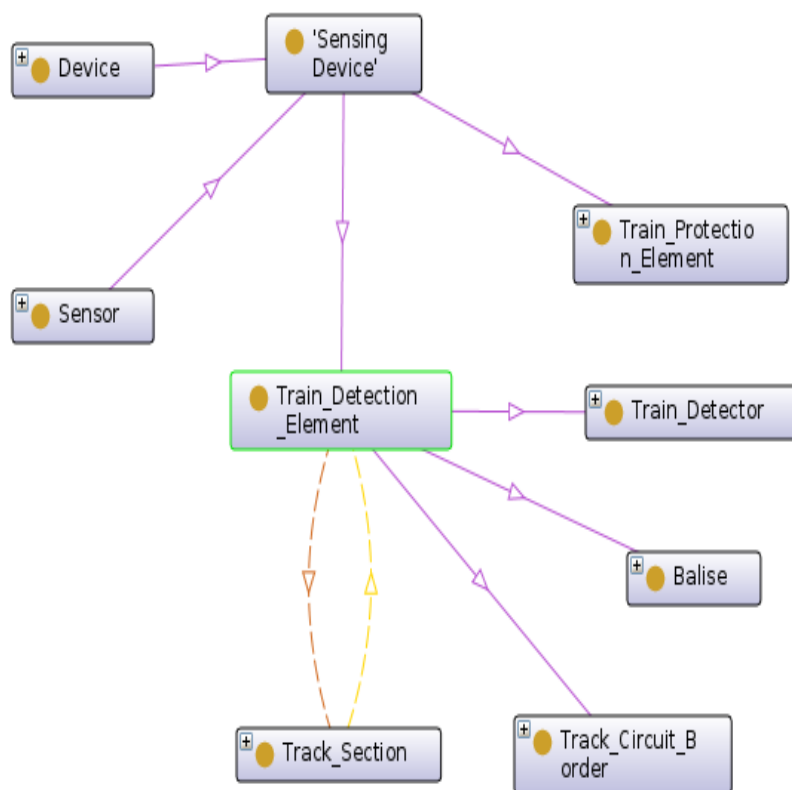 'Sensing
Device'
Device
Train_Protectio
n_Element
Sensor
Train_Detection
_Element
Train_Detector
Balise
Track_Section
Track_Circuit_B
order